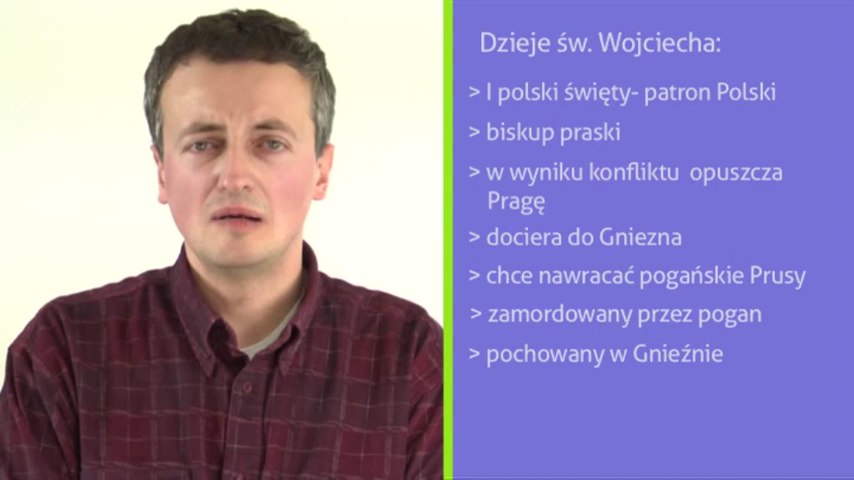 Dzieje św. Wojciecha:
> I polski święty- patron Polski
> biskup praski
> w wyniku konfliktu opuszcza
Pragę
> dociera do Gniezna
> chce nawracać pogańskie Prusy
> zamordowany przez pogan
> pochowany w Gnieźnie